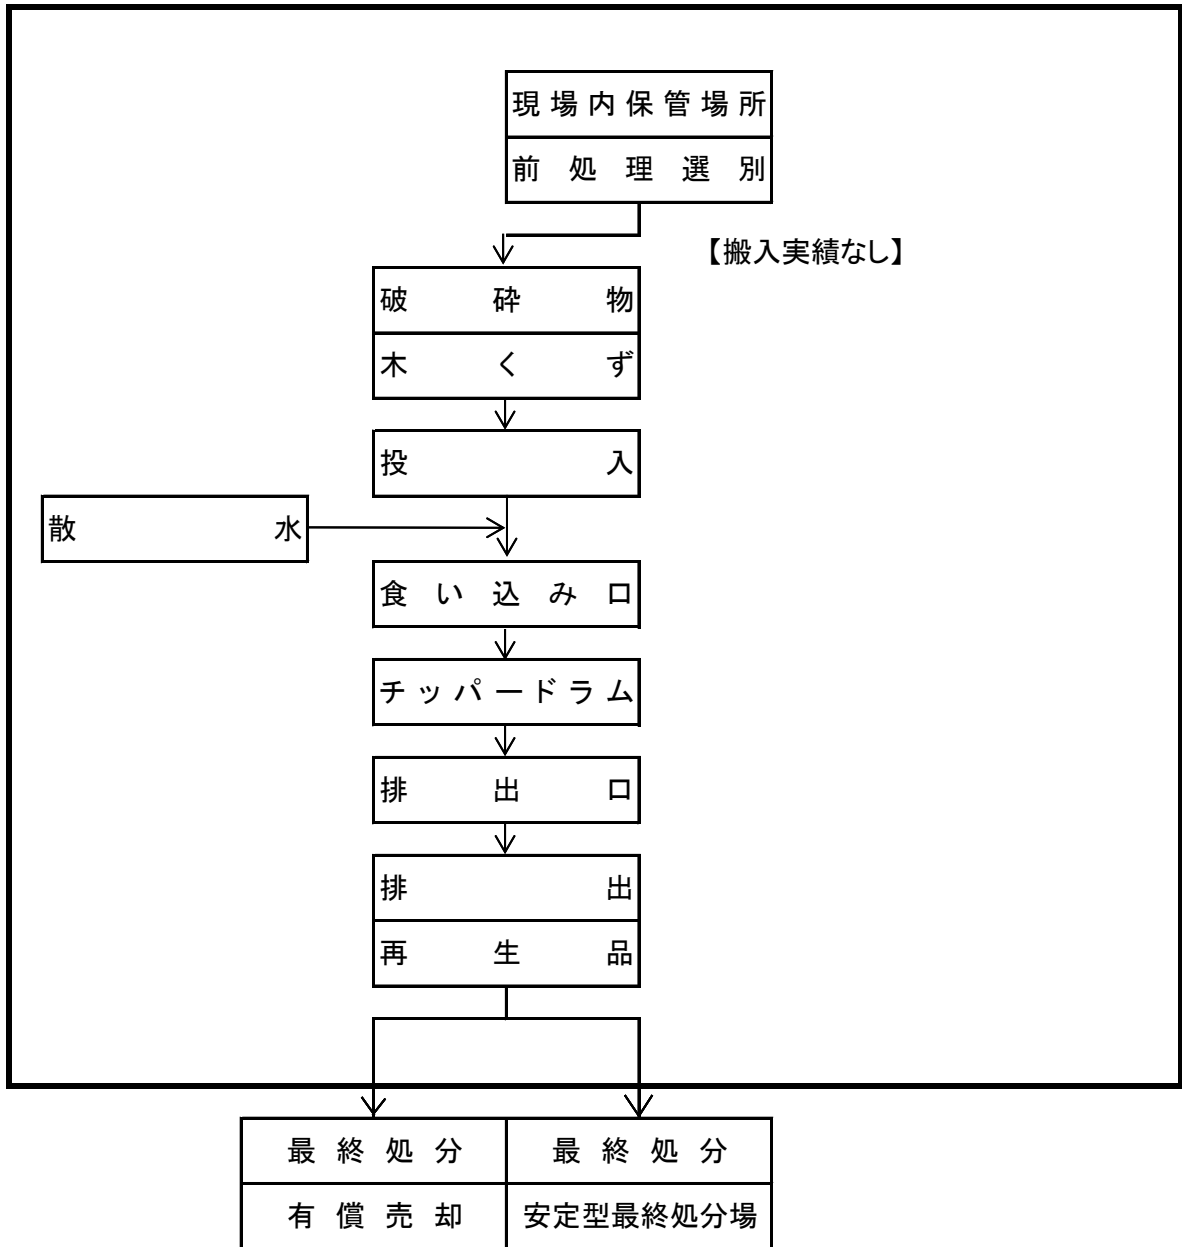 現場内保管場所
前処理選別
【搬入実績なし】
破砕物
木くず
投入
散水
食い込み口
チッパードラム
排出口
排出
再生品
最終処分 最終処分
有償売却 安定型最終処分場